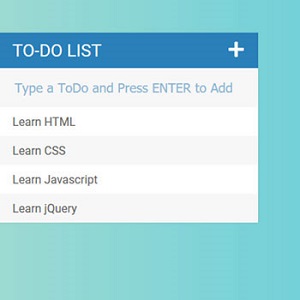 TO-DO LIST
Type a ToDo and Press ENTER to Add
Learn HTML
Learn CSS
Learn Javascript
Learn jQuery